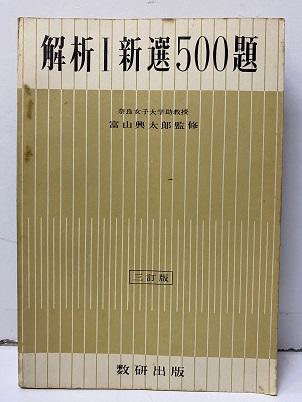 解析Ⅰ新選500題
奈良女子大学助教授
富山興太郎監修
三訂版
数研出版